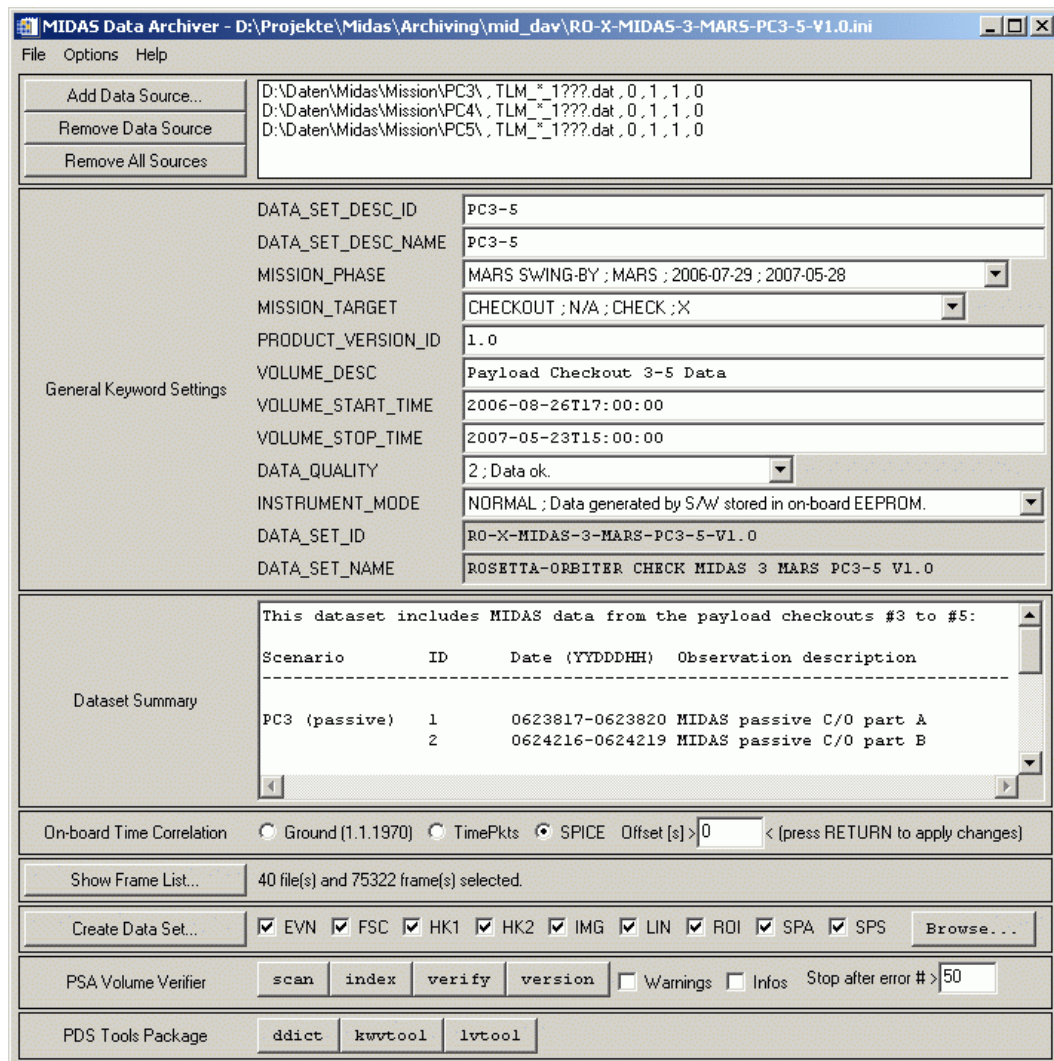 MIDAS Data Archiver - D:\Projekte\Midas\Archiving\mid_dav\RO-X-MIDAS-3-MARS-PC3-5-V1.0.ini
File Options Help
Add Data Source...
Remove Data Source
Remove All Sources
D:\Daten\Midas\Mission\PC3\ , TLM_*_1???.dat , 0 , 1 , 1 , 0
D:\Daten\Midas\Mission\PC4\ , TLM_*_1???.dat , 0 , 1 , 1 , 0
D:\Daten\Midas\Mission\PC5\ , TLM_*_1???.dat , 0 , 1 , 1 , 0
General Keyword Settings
DATA_SET_DESC_ID PC3-5
DATA_SET_DESC_NAME PC3-5
MISSION_PHASE MARS SWING-BY ; MARS ; 2006-07-29 ; 2007-05-28
MISSION_TARGET CHECKOUT ; N/A ; CHECK ; X
PRODUCT_VERSION_ID 1.0
VOLUME_DESC Payload Checkout 3-5 Data
VOLUME_START_TIME 2006-08-26T17:00:00
VOLUME_STOP_TIME 2007-05-23T15:00:00
DATA_QUALITY 2 ; Data ok.
INSTRUMENT_MODE NORMAL ; Data generated by S/W stored in on-board EEPROM.
DATA_SET_ID RO-X-MIDAS-3-MARS-PC3-5-V1.0
DATA_SET_NAME ROSETTA-ORBITER CHECK MIDAS 3 MARS PC3-5 V1.0
Dataset Summary
This dataset includes MIDAS data from the payload checkouts #3 to #5:
Scenario ID Date (YYDDDHH) Observation description
--------------------------------------------------------------------------
PC3 (passive) 1 0623817-0623820 MIDAS passive C/O part A
2 0624216-0624219 MIDAS passive C/O part B
On-board Time Correlation Ground (1.1.1970) TimePkts SPICE Offset [s] > 0 < (press RETURN to apply changes)
Show Frame List... 40 file(s) and 75322 frame(s) selected.
Create Data Set... EVN FSC HK1 HK2 IMG LIN ROI SPA SPS Browse...
PSA Volume Verifier scan index verify version Warnings Infos Stop after error # > 50
PDS Tools Package ddict kwvtool lvtool